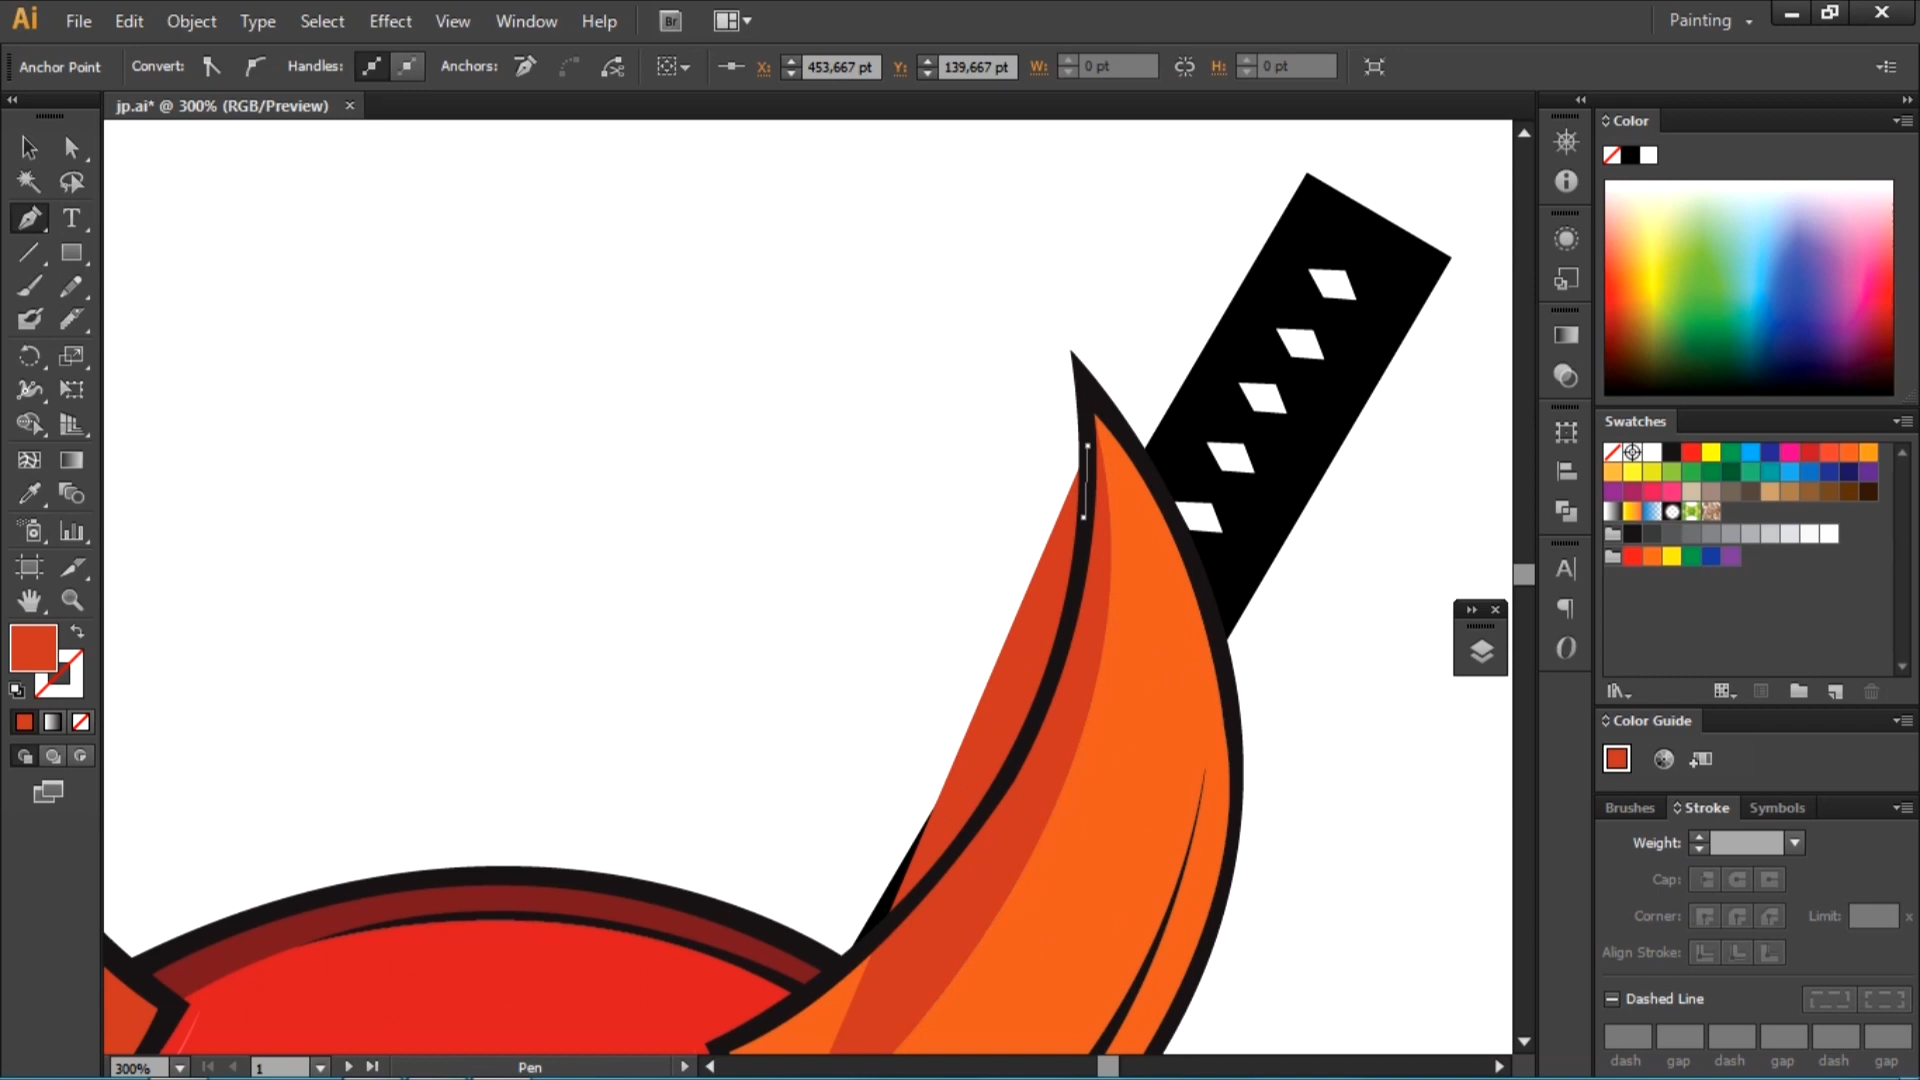 Ai File Edit Object Type Select Effect View Window Help Br Painting
Anchor Point Convert: Handles: Anchors: X: 453,667 pt Y: 139,667 pt W: 0 pt H: 0 pt
jp.ai* @ 300% (RGB/Preview)
Color
Swatches
Color Guide
Brushes Stroke Symbols
Weight:
Cap:
Corner: Limit: x
Align Stroke:
Dashed Line
dash gap dash gap dash gap
300% 1 Pen